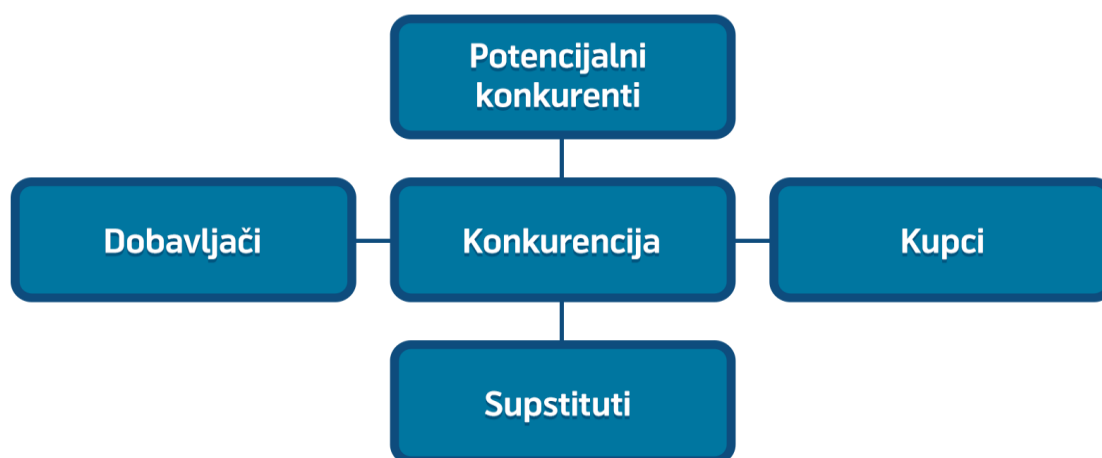 Potencijalni
konkurenti
Dobavljači
Konkurencija
Kupci
Supstituti